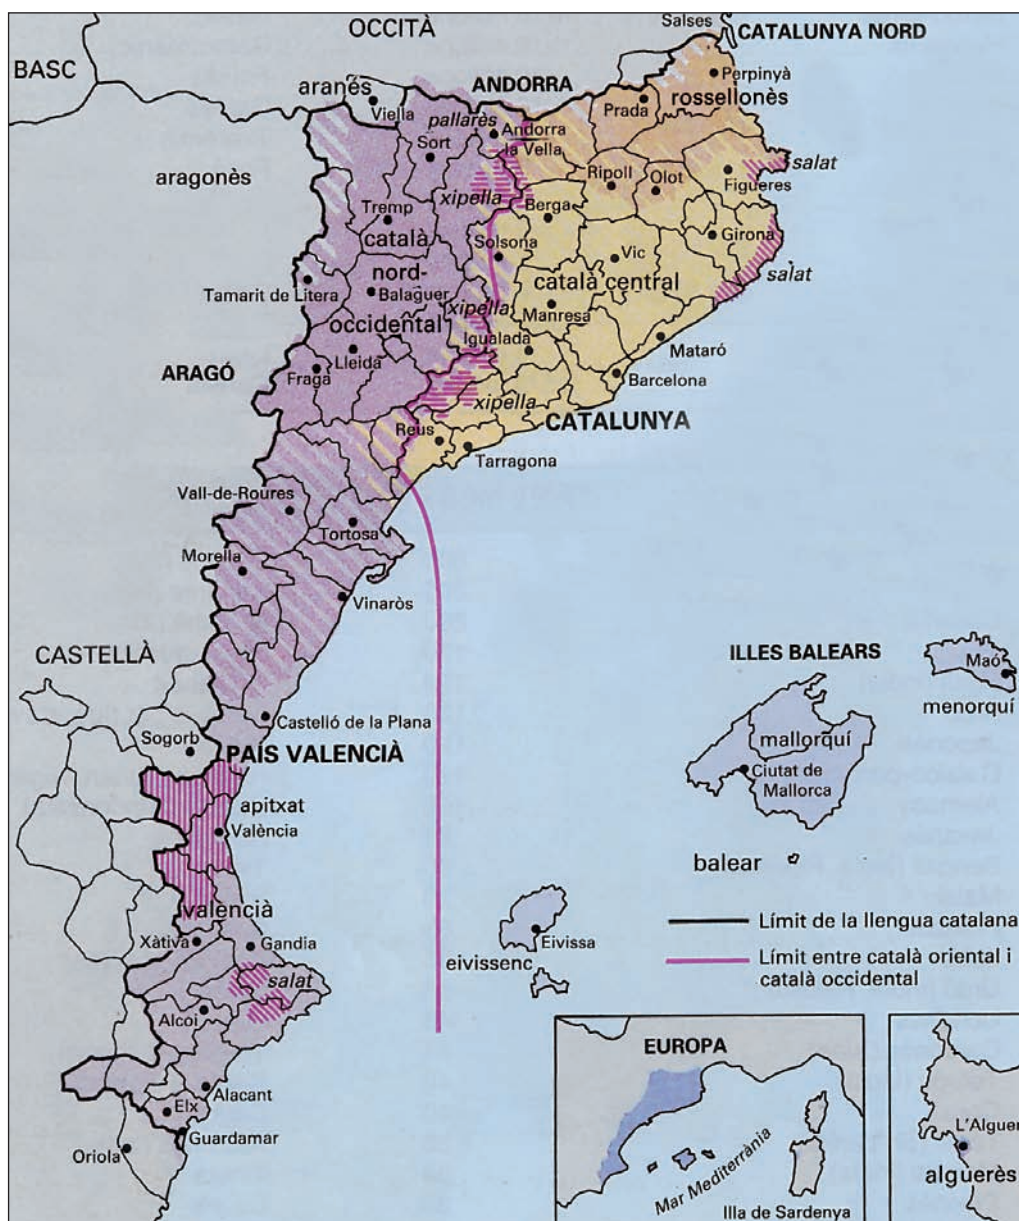 OCCITÀ
Salses
CATALUNYA NORD
BASC
ANDORRA
Perpinyà
aranés
Viella
pallarès
Prada
rossellonès
Andorra
la Vella
Sort
salat
aragonès
Ripoll
Olot
Figueres
xipella
Berga
Tremp
català
Solsona
Girona
Vic
nord-
català central
salat
Tamarit de Litera
Balaguer
xipella
Manresa
occidental
Igualada
Mataró
Lleida
ARAGÓ
Fraga
Barcelona
xipella
CATALUNYA
Reus
Tarragona
Vall-de-Roures
Tortosa
Morella
Vinaròs
CASTELLÀ
ILLES BALEARS
Maó
menorquí
Castelló de la Plana
Sogorb
PAÍS VALENCIÀ
mallorquí
Ciutat de
Mallorca
apitxat
València
balear
valencià
Límit de la llengua catalana
Xàtiva
Gandia
Eivissa
eivissenc
Límit entre català oriental i
català occidental
salat
Alcoi
EUROPA
Alacant
Elx
Guardamar
Oriola
L'Alguer
alguerès
Mar Mediterrània
Illa de Sardenya